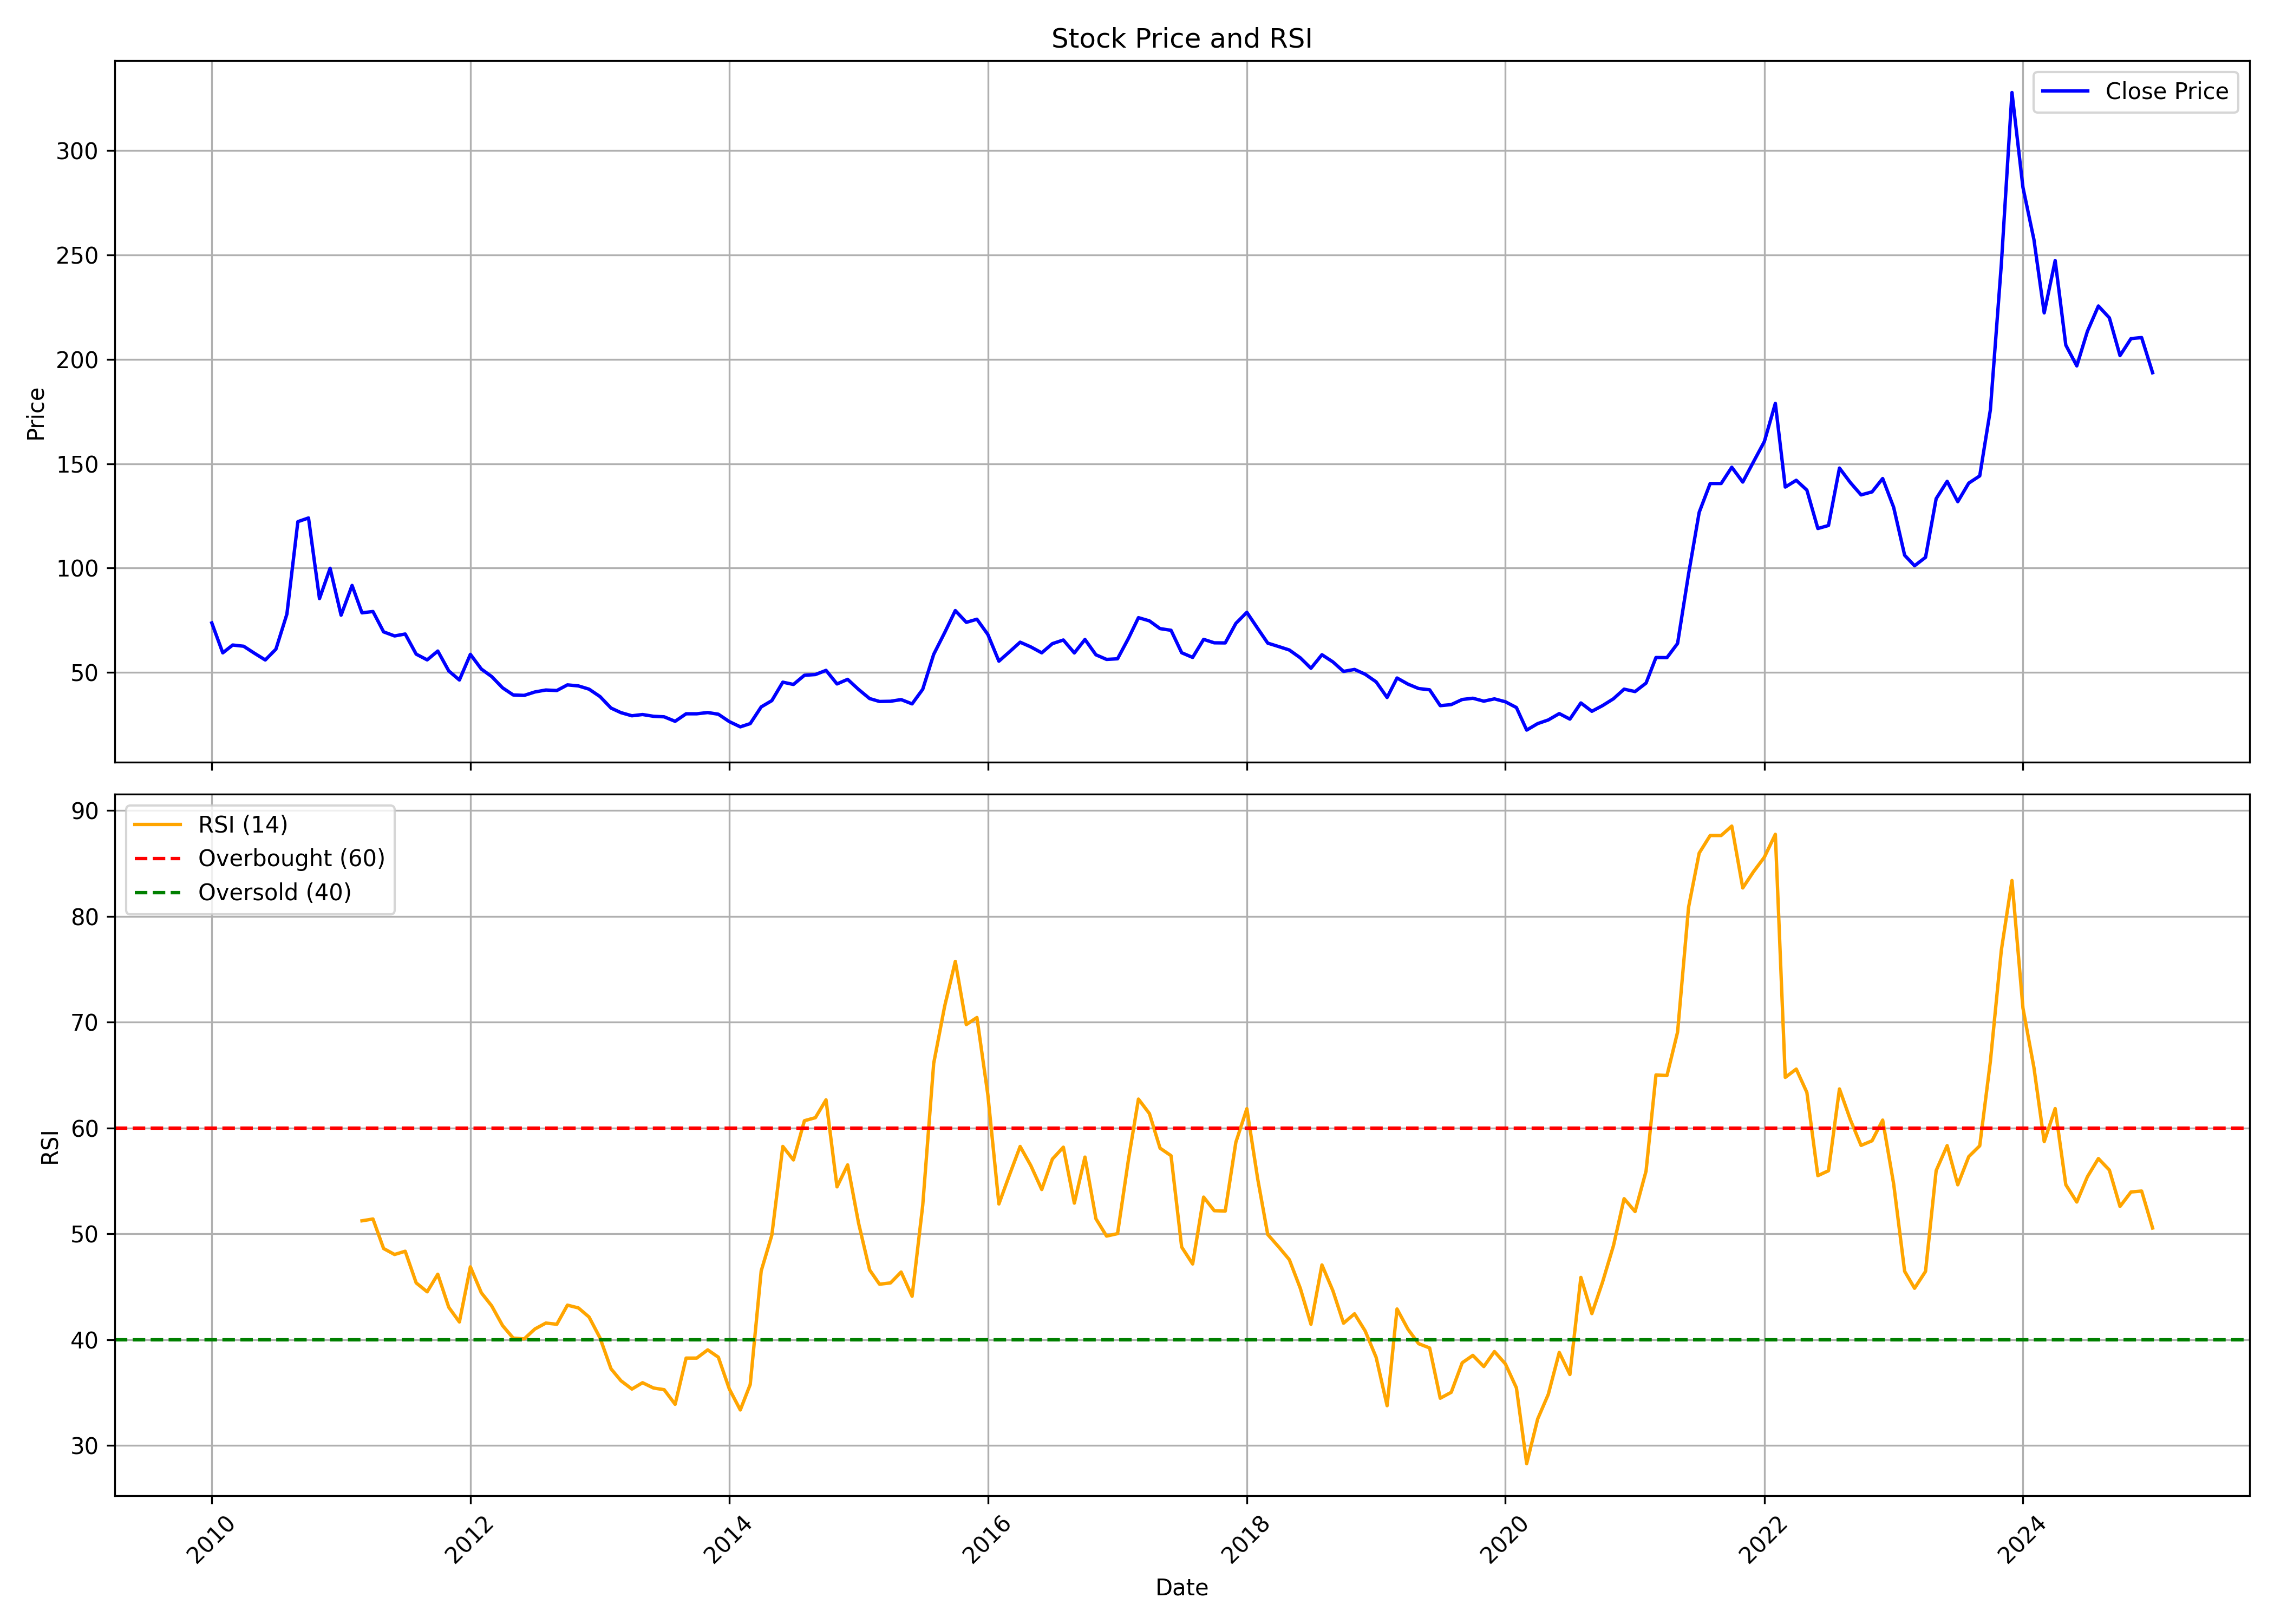 Stock Price and RSI
Close Price
300
250
200
150
100
50
Price
RSI (14)
Overbought (60)
Oversold (40)
90
80
70
60
50
40
30
RSI
2010
2012
2014
2016
2018
2020
2022
2024
Date